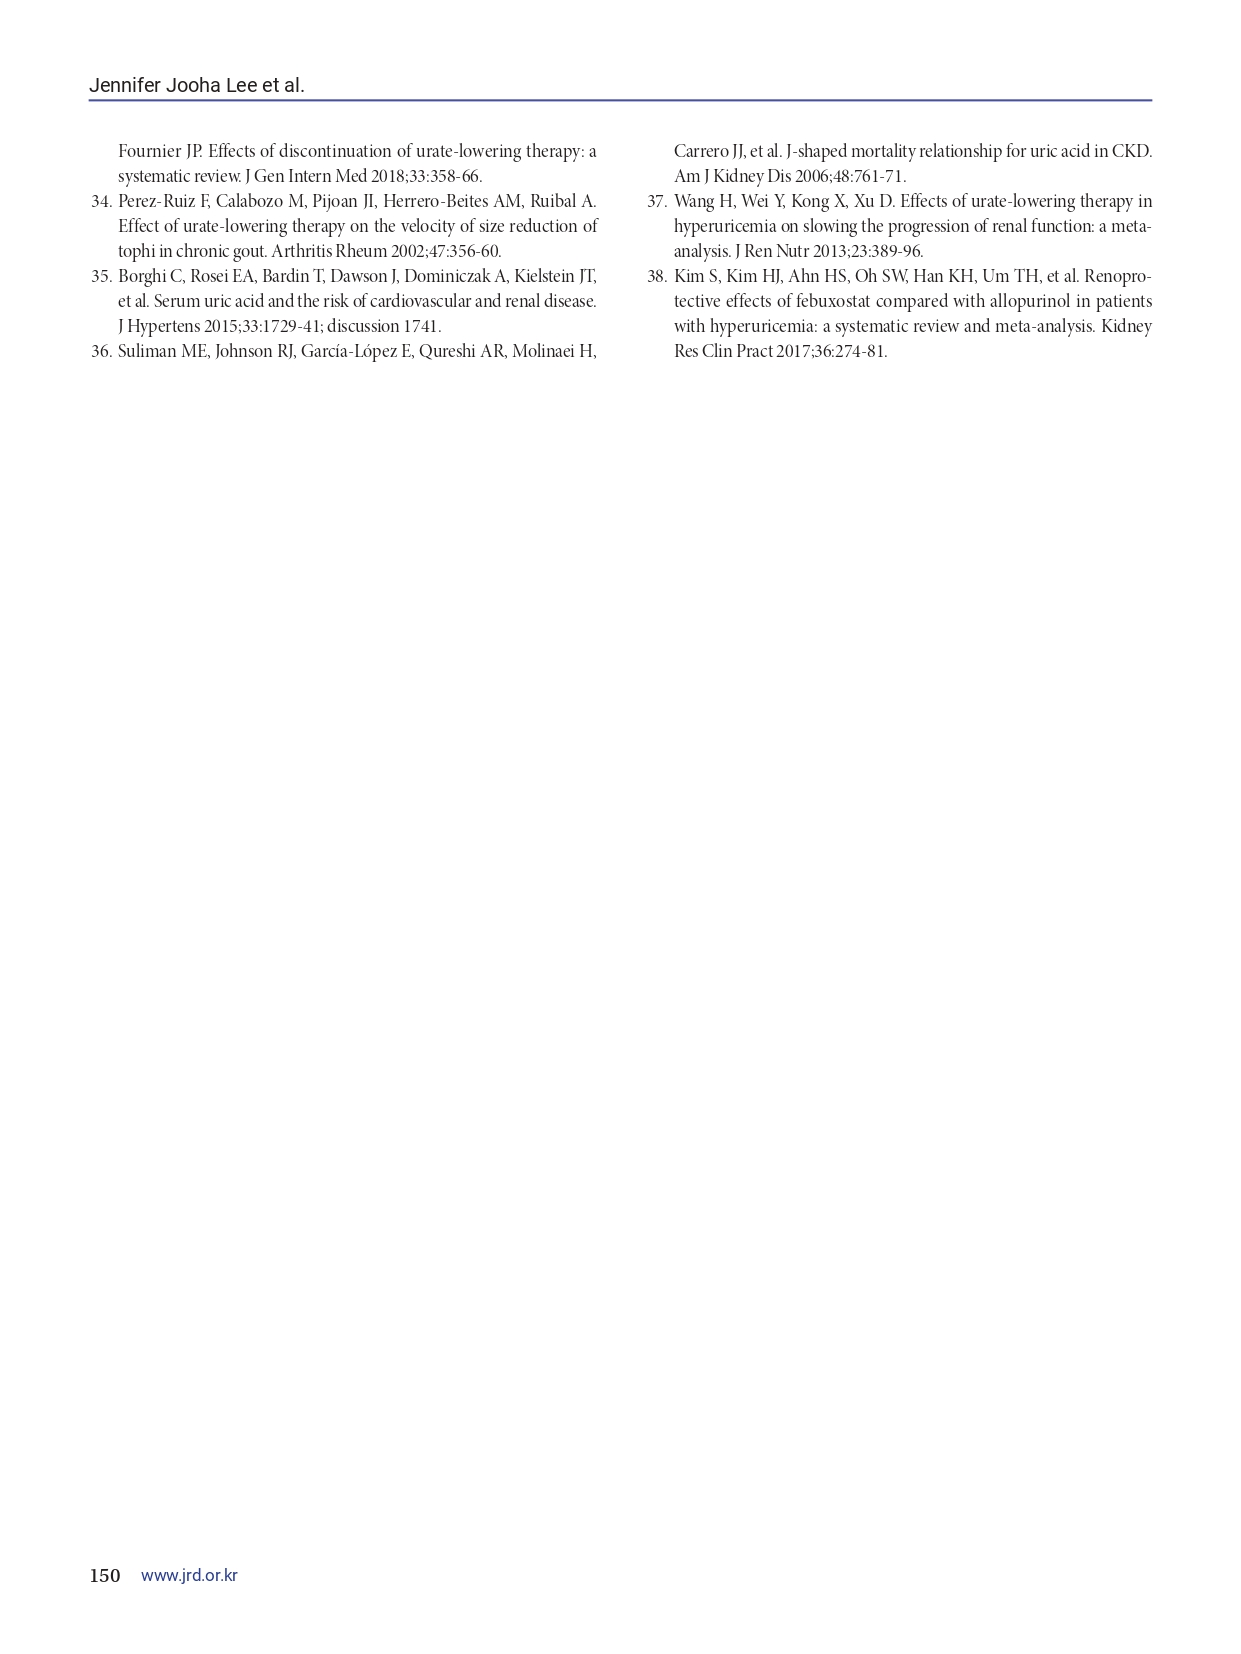 Jennifer Jooha Lee et al.
Fournier JP. Effects of discontinuation of urate-lowering therapy: a
systematic review. J Gen Intern Med 2018;33:358-66.
34. Perez-Ruiz F, Calabozo M, Pijoan JI, Herrero-Beites AM, Ruibal A.
Effect of urate-lowering therapy on the velocity of size reduction of
tophi in chronic gout. Arthritis Rheum 2002;47:356-60.
35. Borghi C, Rosei EA, Bardin T, Dawson J, Dominiczak A, Kielstein JT,
et al. Serum uric acid and the risk of cardiovascular and renal disease.
J Hypertens 2015;33:1729-41; discussion 1741.
36. Suliman ME, Johnson RJ, García-López E, Qureshi AR, Molinaei H,
Carrero JJ, et al. J-shaped mortality relationship for uric acid in CKD.
Am J Kidney Dis 2006;48:761-71.
37. Wang H, Wei Y, Kong X, Xu D. Effects of urate-lowering therapy in
hyperuricemia on slowing the progression of renal function: a meta-
analysis. J Ren Nutr 2013;23:389-96.
38. Kim S, Kim HJ, Ahn HS, Oh SW, Han KH, Um TH, et al. Renopro-
tective effects of febuxostat compared with allopurinol in patients
with hyperuricemia: a systematic review and meta-analysis. Kidney
Res Clin Pract 2017;36:274-81.
150 www.jrd.or.kr